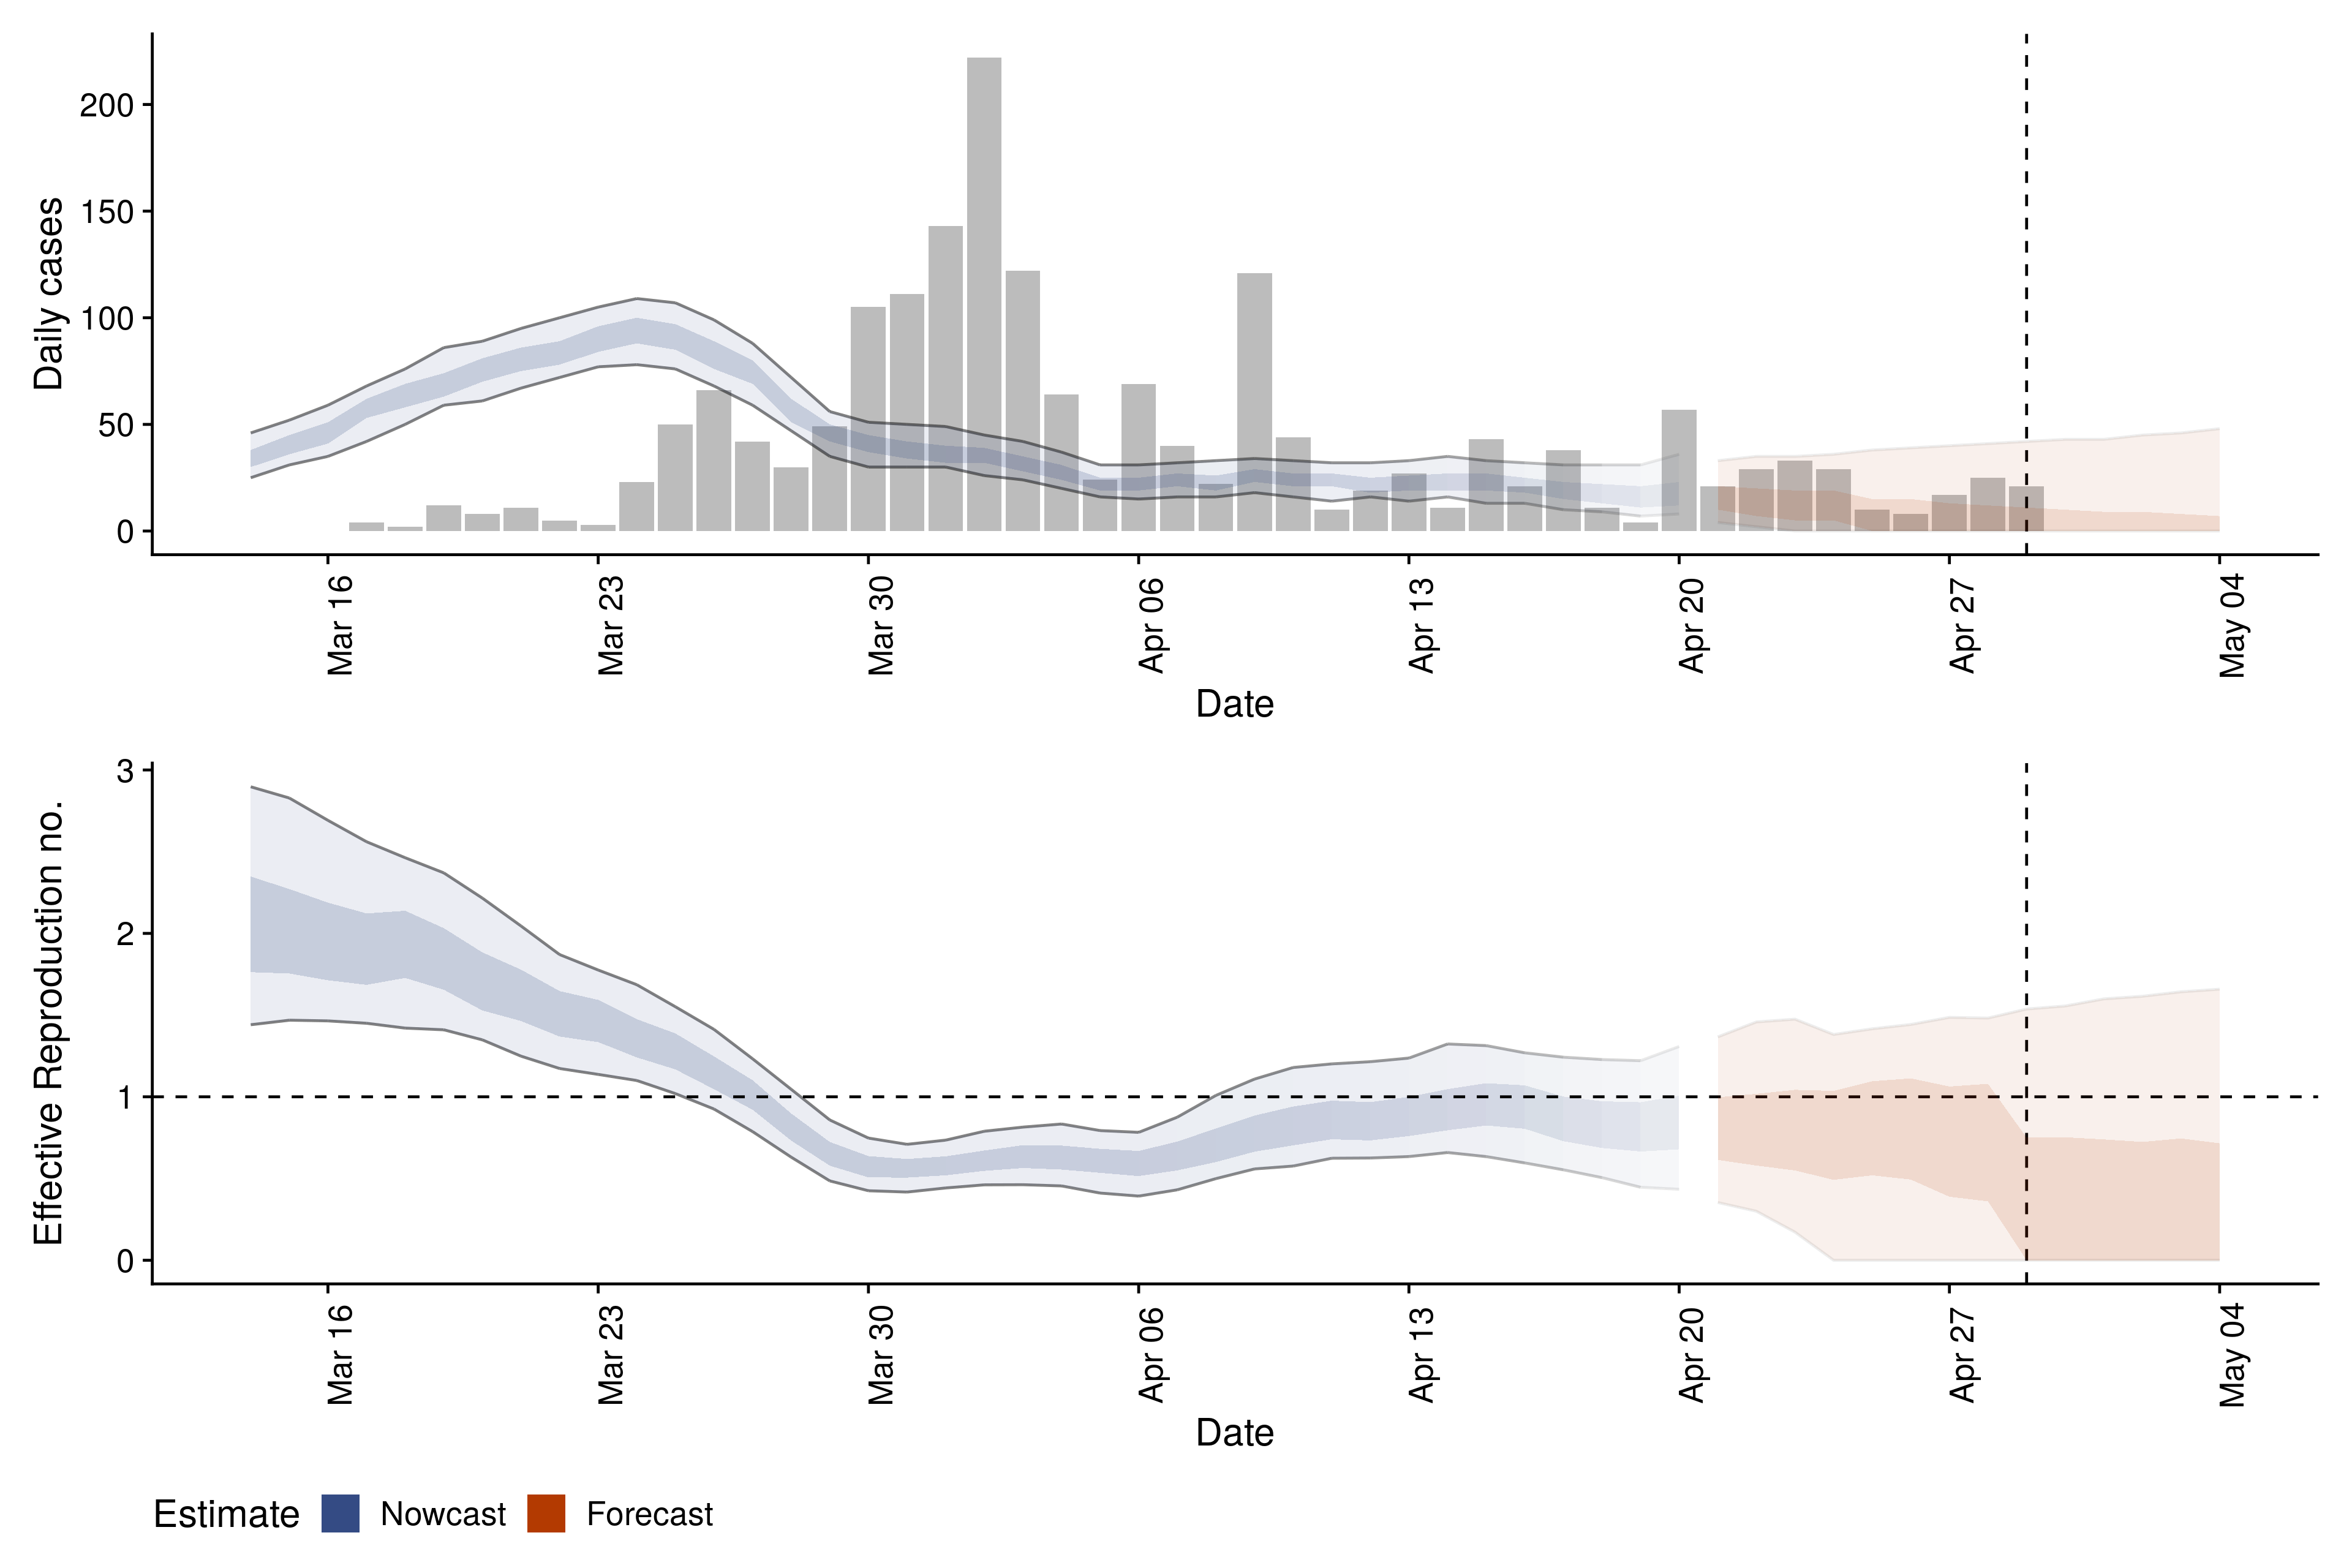 Daily cases
200
150
100
50
0
Mar 16
Mar 23
Mar 30
Apr 06
Apr 13
Apr 20
Apr 27
May 04
Date
Effective Reproduction no.
3
2
1
0
Mar 16
Mar 23
Mar 30
Apr 06
Apr 13
Apr 20
Apr 27
May 04
Date
Estimate Nowcast Forecast